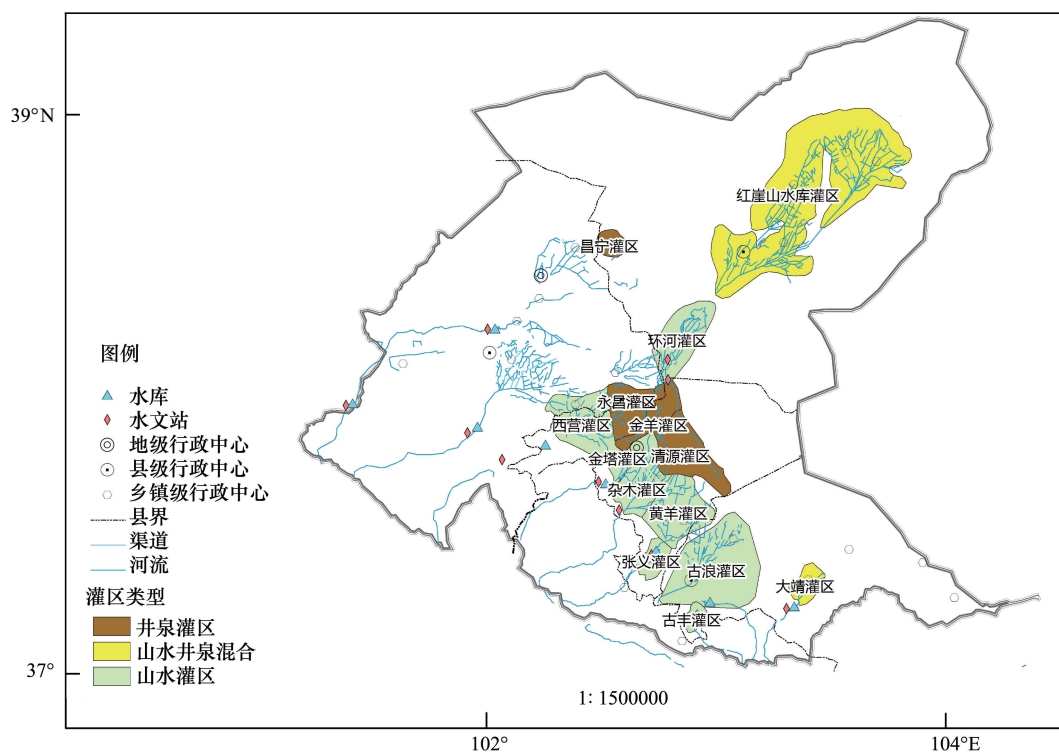 39°N
红崖山水库灌区
昌宁灌区
环河灌区
永昌灌区
西营灌区
金羊灌区
金塔灌区
清源灌区
杂木灌区
黄羊灌区
张义灌区
古浪灌区
大靖灌区
古丰灌区
图例
水库
水文站
地级行政中心
县级行政中心
乡镇级行政中心
县界
渠道
河流
灌区类型
井泉灌区
山水井泉混合
山水灌区
37°
1: 1500000
102°
104°E